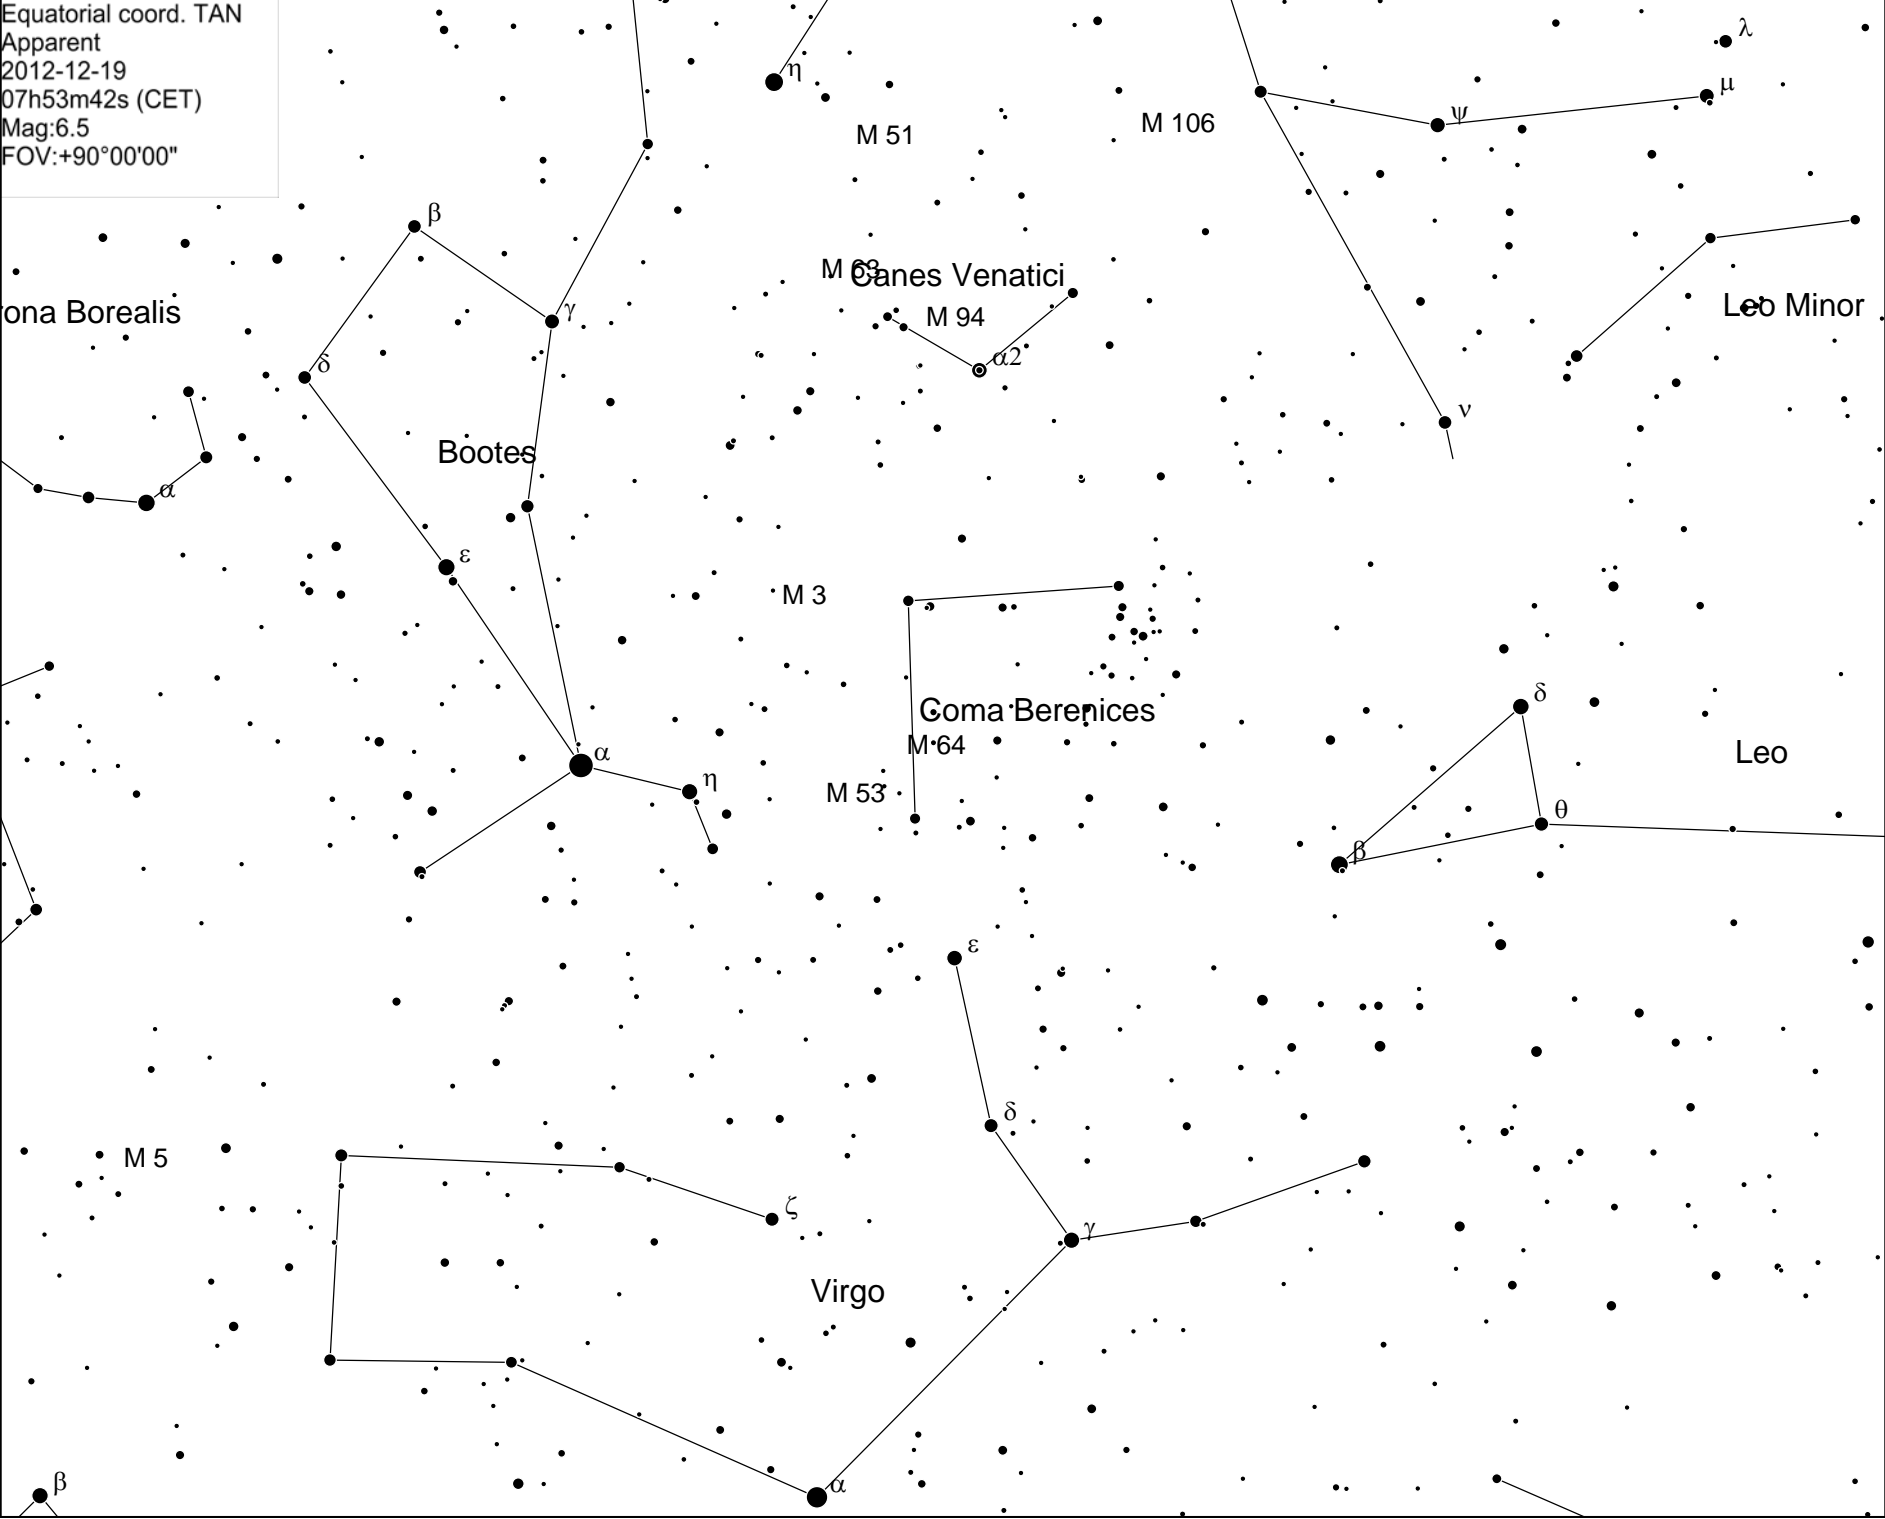 Equatorial coord. TAN
Apparent
2012-12-19
07h53m42s (CET)
Mag:6.5
FOV:+90°00'00"
λ
η
μ
M 51
M 106
ψ
β
M 63
Canes Venatici
rona Borealis
γ
M 94
Leo Minor
δ
α2
ν
Bootes
α
ε
M 3
δ
Coma Berenices
α
M 64
Leo
η
M 53
θ
β
ε
δ
M 5
ζ
γ
Virgo
β
α